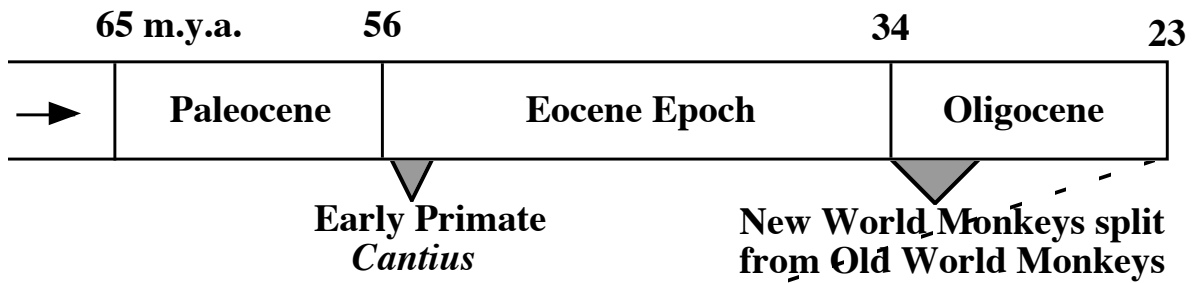 65 m.y.a. 56 34 23
Paleocene Eocene Epoch Oligocene
Early Primate
Cantius
New World Monkeys split
from Old World Monkeys